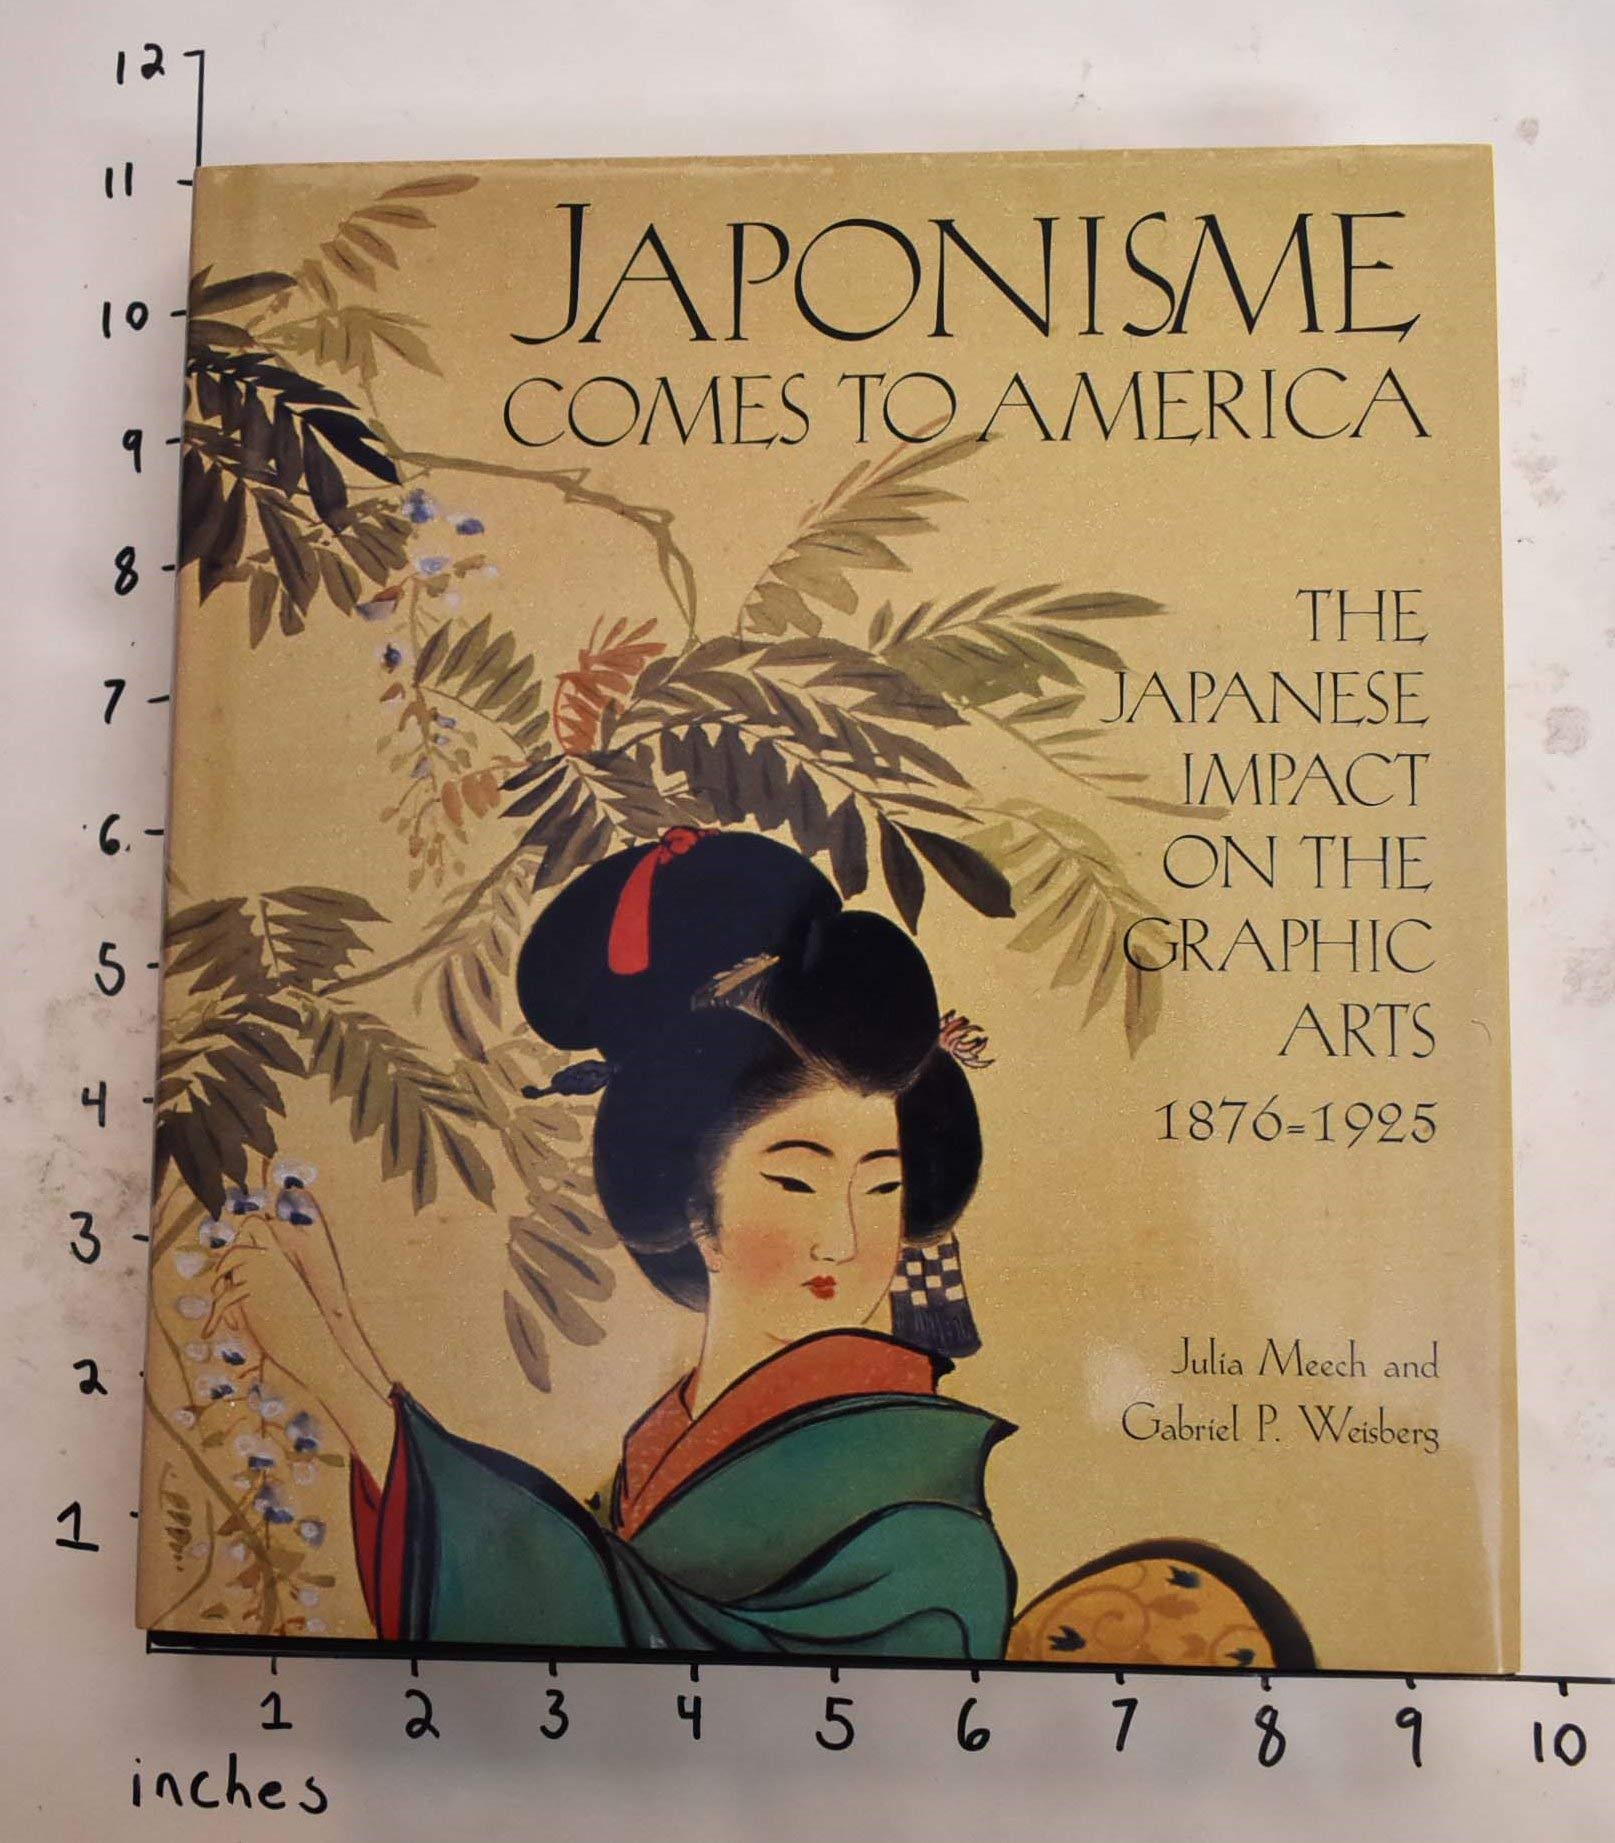 12
11
10
9
8
7
6.
5
4
3
2
1
JAPONISME
COMES TO AMERICA
THE
JAPANESE
IMPACT
ON THE
GRAPHIC
ARTS
1876=1925
Julia Meech and
Gabriel P. Weisberg
1 2 3 4 5 6 7 8 9 10
inches